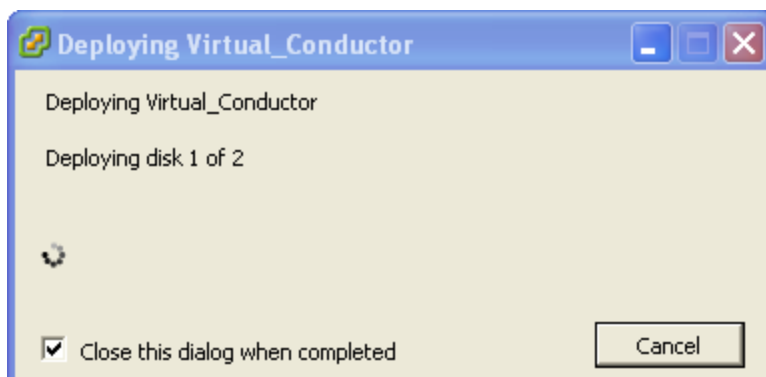 Deploying Virtual_Conductor
Deploying Virtual_Conductor
Deploying disk 1 of 2
Close this dialog when completed
Cancel